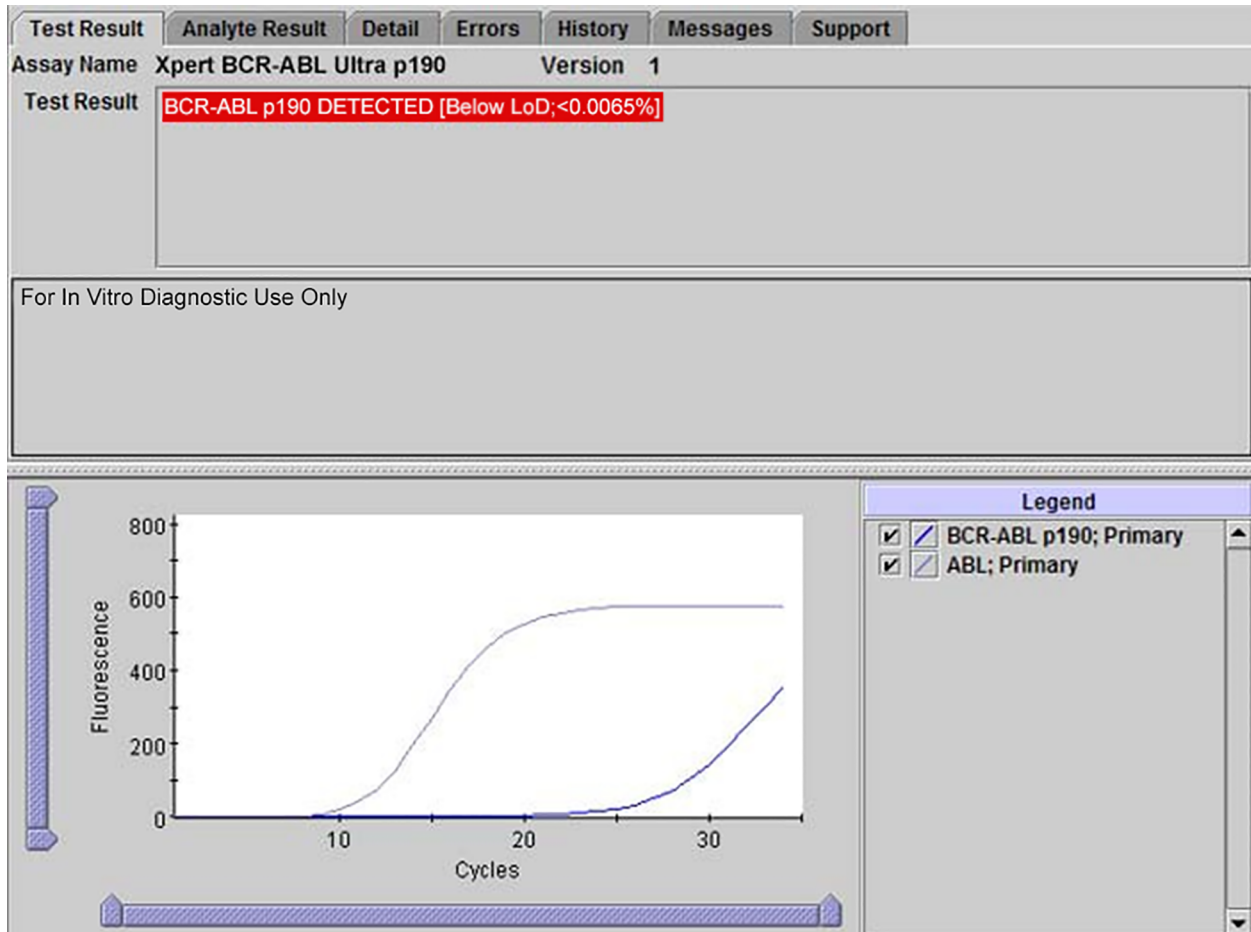 Test Result Analyte Result Detail Errors History Messages Support
Assay Name Xpert BCR-ABL Ultra p190 Version 1
Test Result BCR-ABL p190 DETECTED [Below LoD;<0.0065%]
For In Vitro Diagnostic Use Only
Legend
BCR-ABL p190; Primary
ABL; Primary
800
600
400
200
0
Fluorescence
10 20 30
Cycles